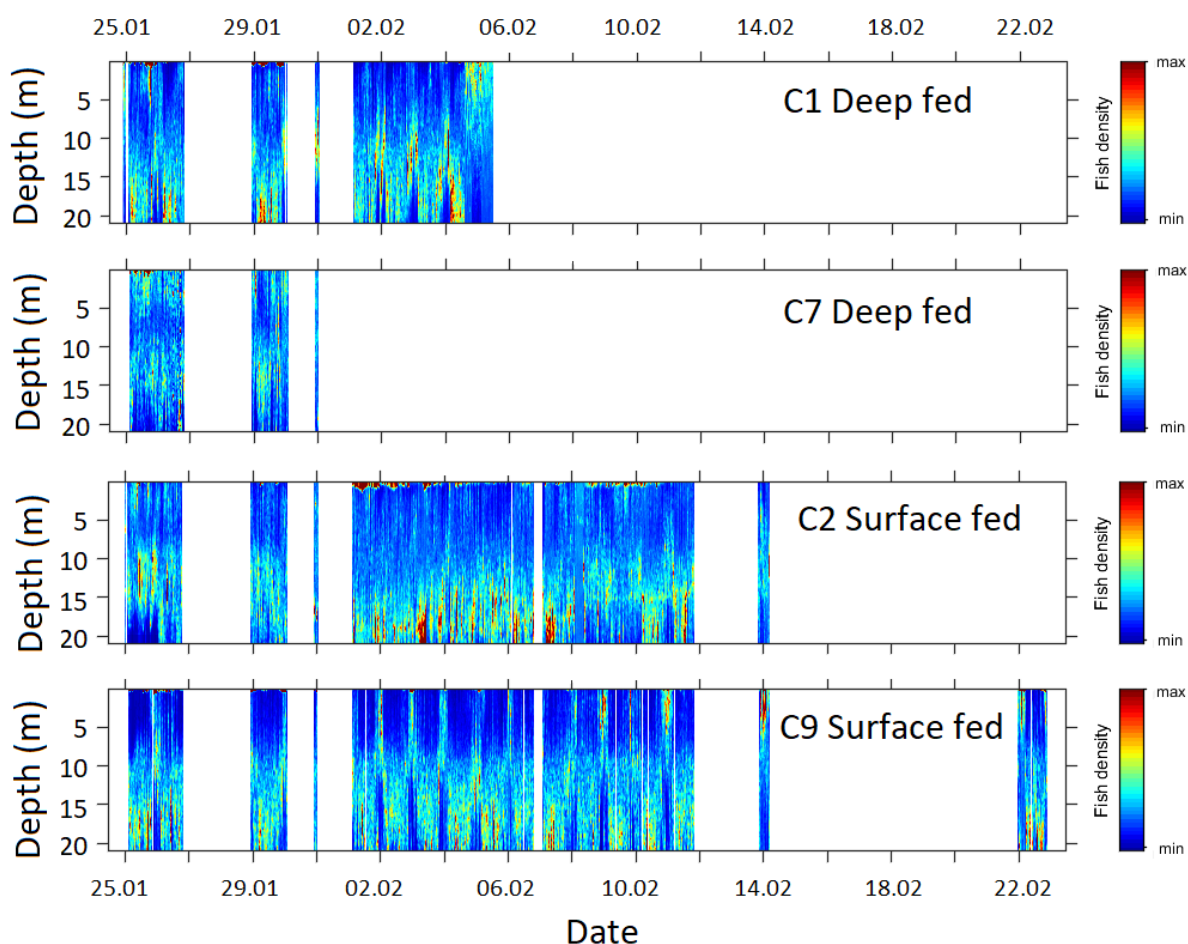 25.01 29.01 02.02 06.02 10.02 14.02 18.02 22.02
Depth (m)
5
10
15
20
C1 Deep fed
Fish density
max
min
Depth (m)
5
10
15
20
C7 Deep fed
Fish density
max
min
Depth (m)
5
10
15
20
C2 Surface fed
Fish density
max
min
Depth (m)
5
10
15
20
C9 Surface fed
Fish density
max
min
25.01 29.01 02.02 06.02 10.02 14.02 18.02 22.02
Date